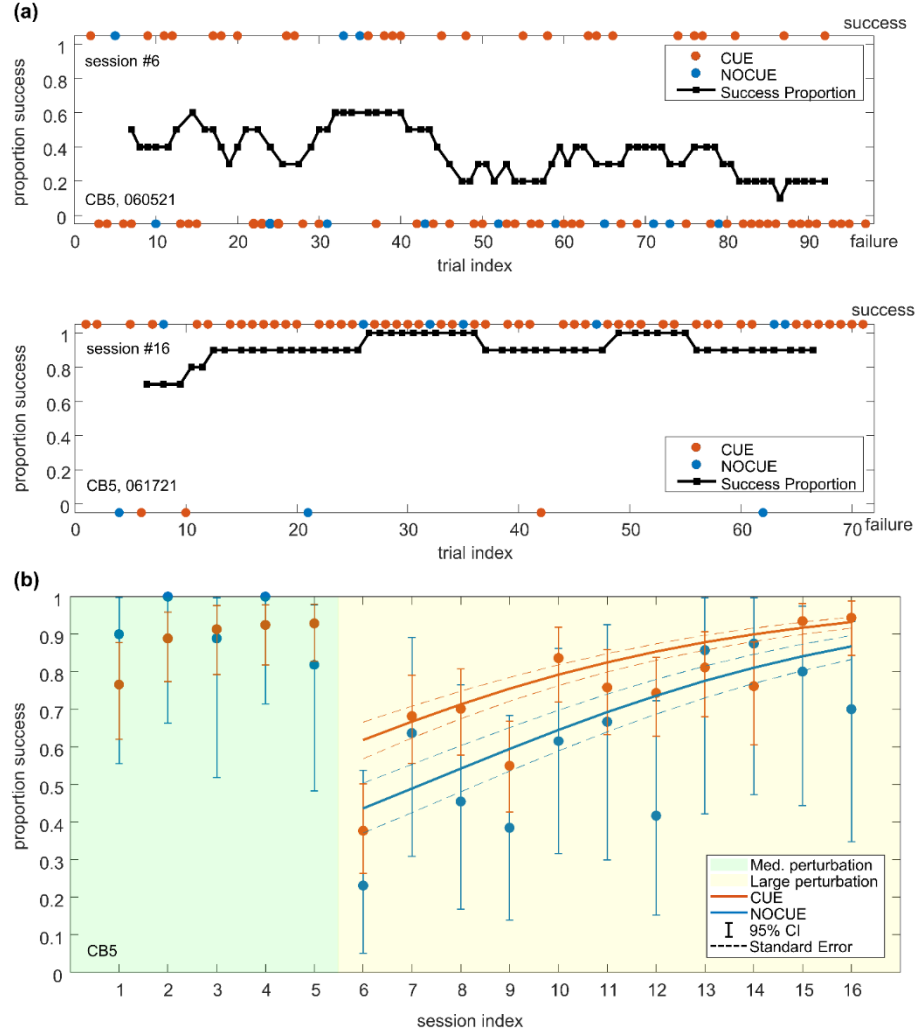 (a)
success
1
0.8
0.6
0.4
0.2
0
proportion success
session #6
CUE
NOCUE
Success Proportion
CB5, 060521
0 10 20 30 40 50 60 70 80 90 failure
trial index
success
1
0.8
0.6
0.4
0.2
0
proportion success
session #16
CUE
NOCUE
Success Proportion
CB5, 061721
0 10 20 30 40 50 60 70 failure
trial index
(b)
1
0.9
0.8
0.7
0.6
0.5
0.4
0.3
0.2
0.1
0
proportion success
Med. perturbation
Large perturbation
CUE
NOCUE
95% CI
Standard Error
CB5
1 2 3 4 5 6 7 8 9 10 11 12 13 14 15 16
session index